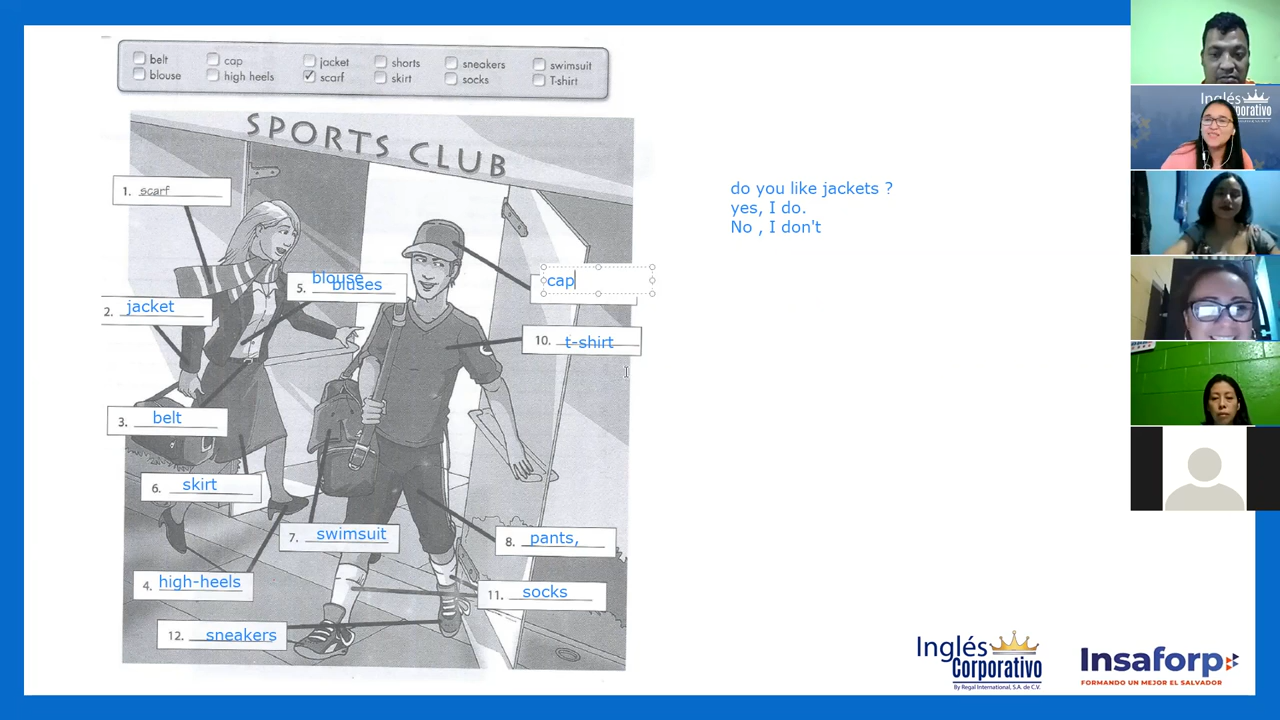 belt cap jacket shorts sneakers swimsuit
blouse high heels scarf skirt socks T-shirt
SPORTS CLUB
1. scarf
blouse
5. bluses
cap
2. jacket
10. t-shirt
3. belt
6. skirt
7. swimsuit
8. pants,
4. high-heels
11. socks
12. sneakers
do you like jackets ?
yes, I do.
No , I don't
Inglés
Corporativo
By Regal International, S.A. de C.V.
Insaforp
FORMANDO UN MEJOR EL SALVADOR
Inglés
Corporativo